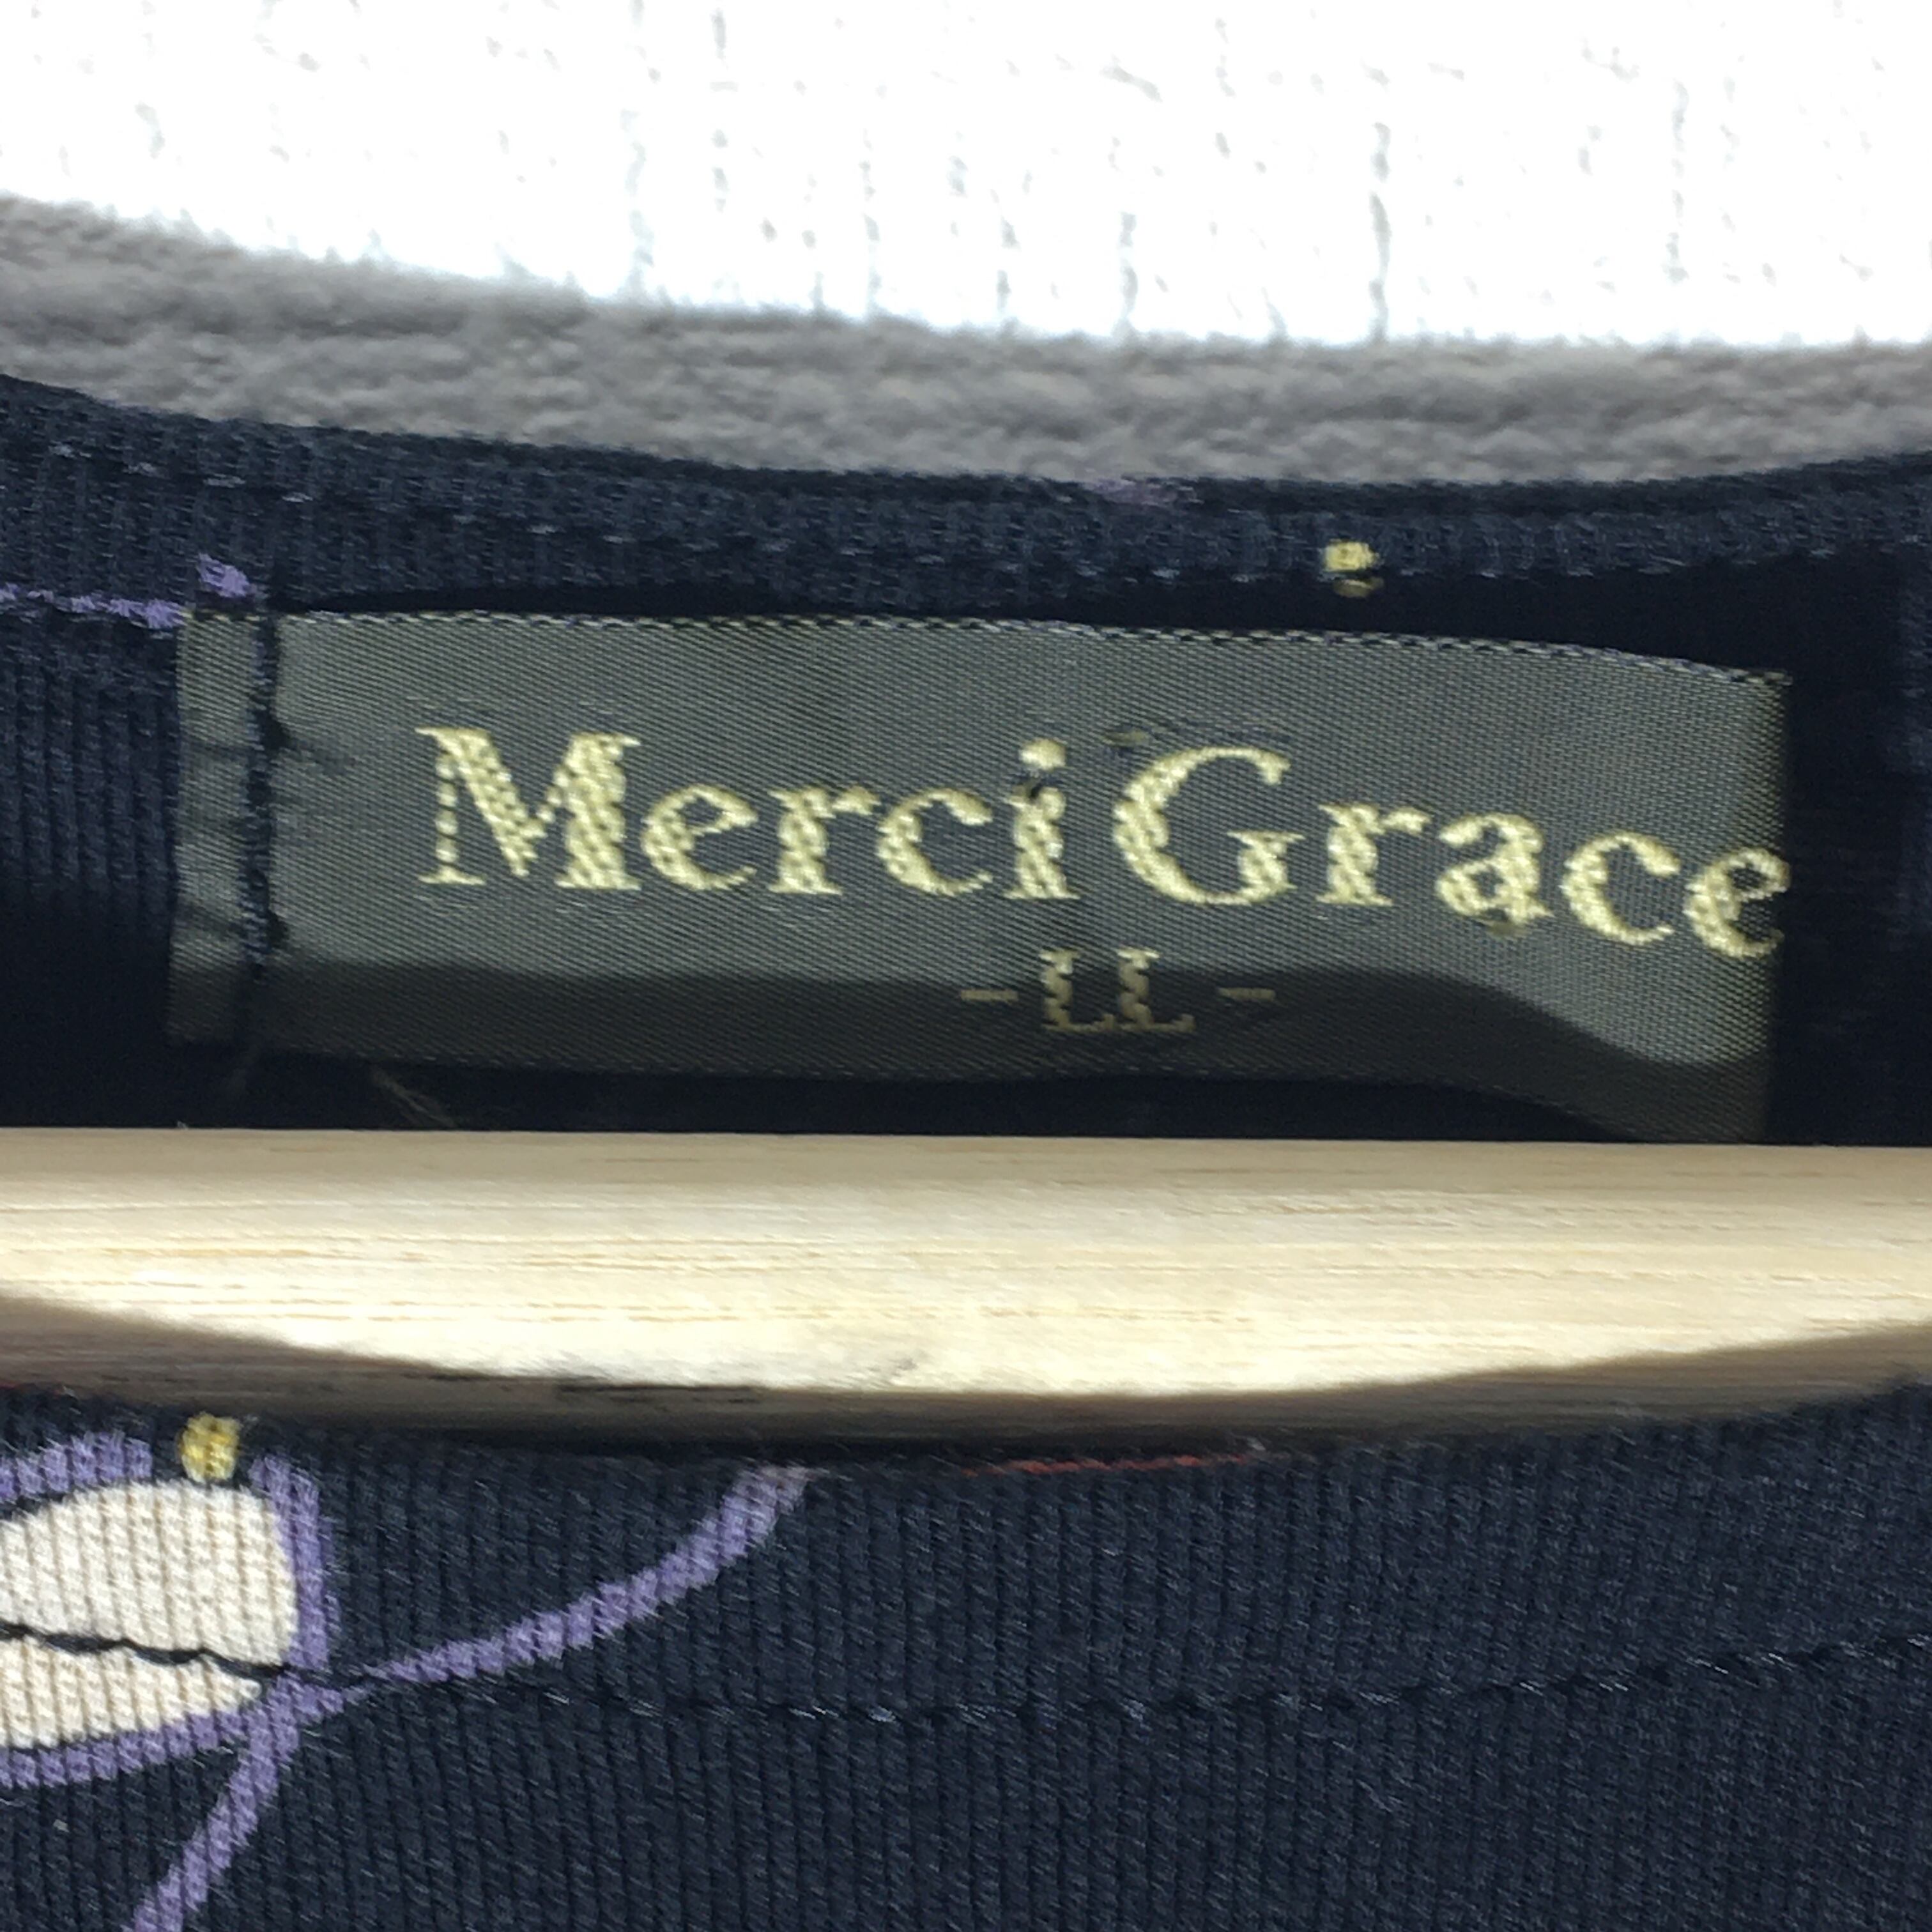 Merci Grace
- LL -